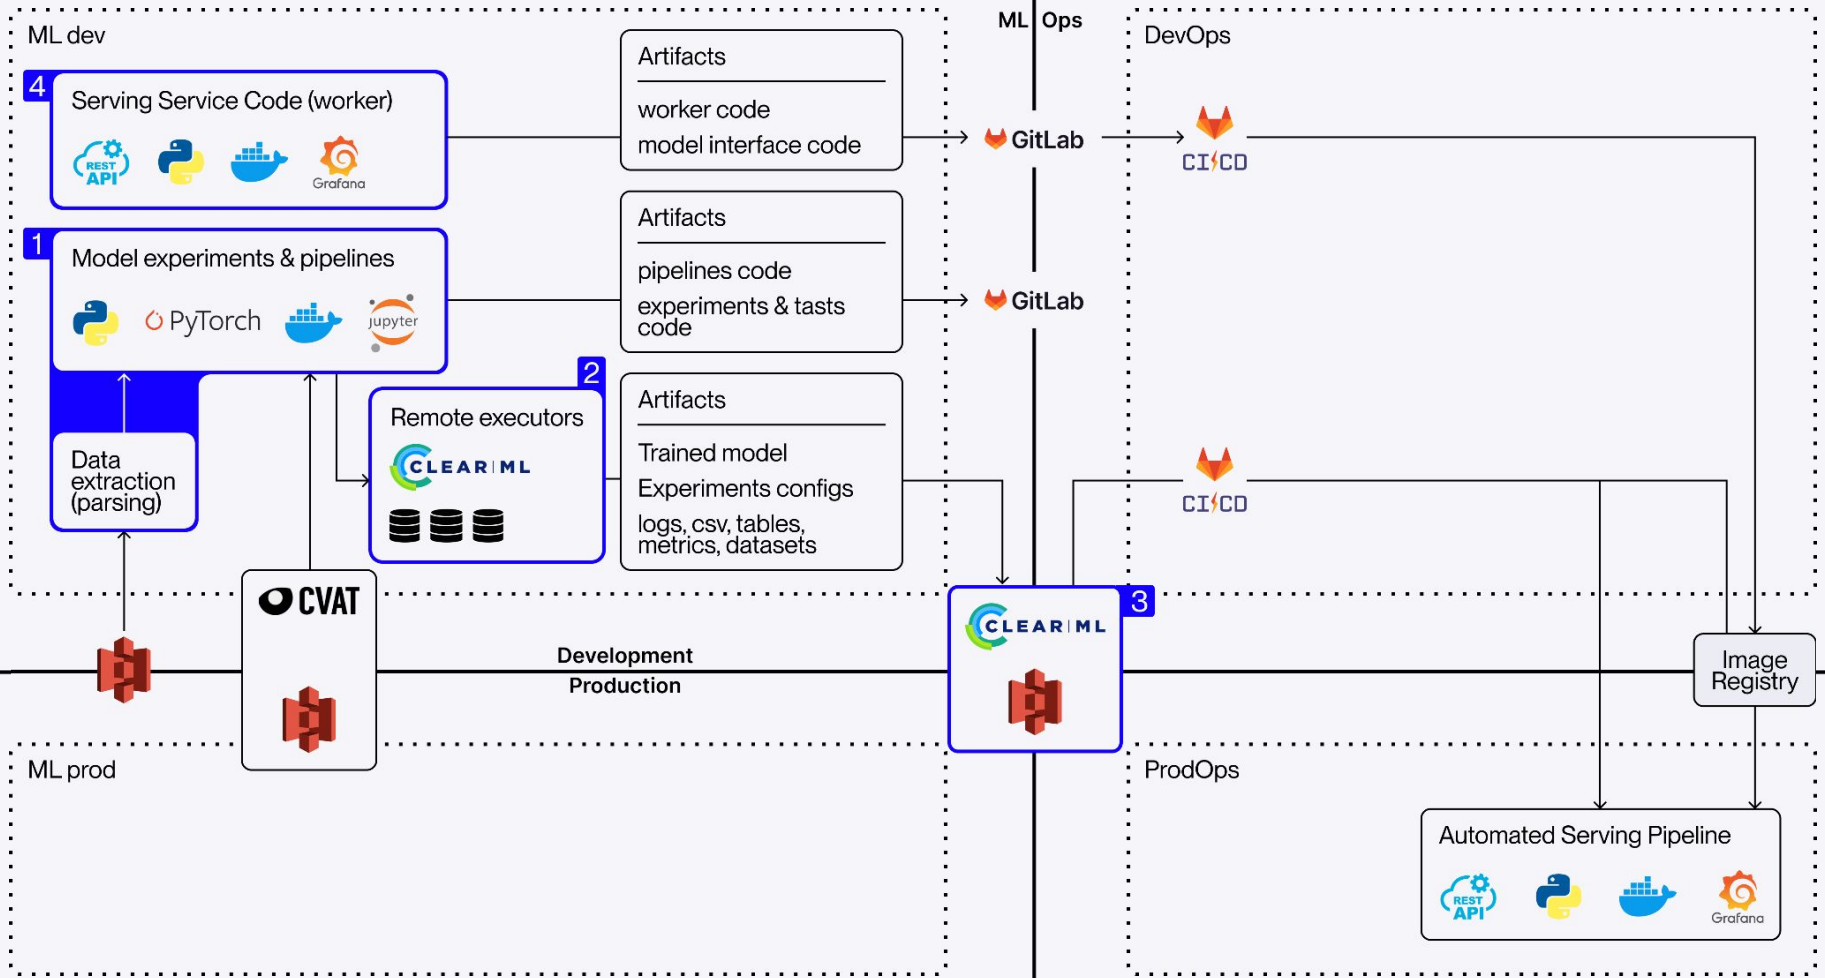 ML dev
4
Serving Service Code (worker)
REST
API
Grafana
Artifacts
worker code
model interface code
ML Ops
GitLab
DevOps
CI CD
1
Model experiments & pipelines
PyTorch
jupyter
Artifacts
pipelines code
experiments & tasts
code
GitLab
Data
extraction
(parsing)
2
Remote executors
CLEAR ML
Artifacts
Trained model
Experiments configs
logs, csv, tables,
metrics, datasets
CI CD
CVAT
Development
Production
3
CLEAR ML
Image
Registry
ML prod
ProdOps
Automated Serving Pipeline
REST
API
Grafana